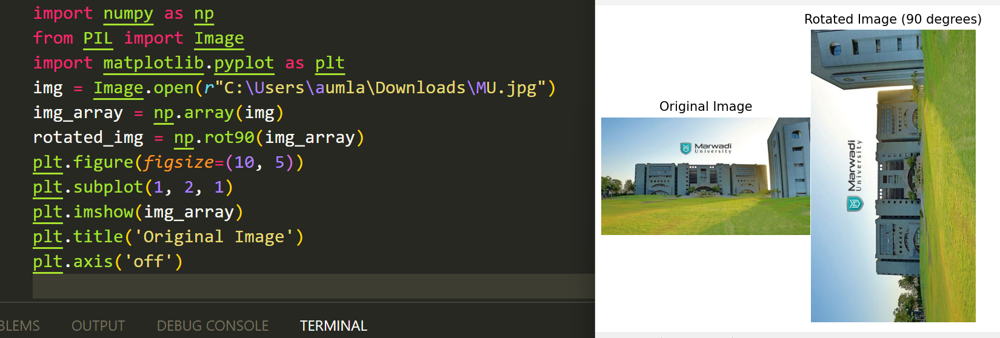 import numpy as np
from PIL import Image
import matplotlib.pyplot as plt
img = Image.open(r"C:\Users\aumla\Downloads\MU.jpg")
img_array = np.array(img)
rotated_img = np.rot90(img_array)
plt.figure(figsize=(10, 5))
plt.subplot(1, 2, 1)
plt.imshow(img_array)
plt.title('Original Image')
plt.axis('off')
BLEMS OUTPUT DEBUG CONSOLE TERMINAL
Original Image
Marwadi
University
Rotated Image (90 degrees)
Marwadi
University